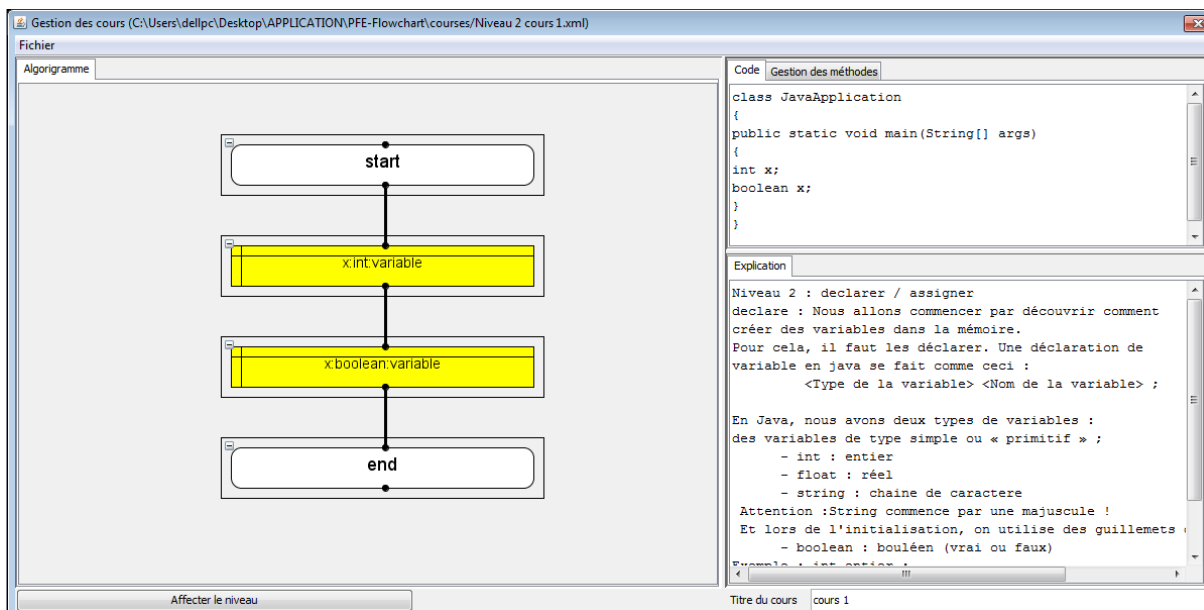 Gestion des cours (C:\Users\dellpc\Desktop\APPLICATION\PFE-Flowchart\courses/Niveau 2 cours 1.xml)
Fichier
Algorigramme
start
x:int:variable
x:boolean:variable
end
Affecter le niveau
Code Gestion des méthodes
class JavaApplication
{
public static void main(String[] args)
{
int x;
boolean x;
}
}
Explication
Niveau 2 : declarer / assigner
declare : Nous allons commencer par découvrir comment
créer des variables dans la mémoire.
Pour cela, il faut les déclarer. Une déclaration de
variable en java se fait comme ceci :
<Type de la variable> <Nom de la variable> ;
En Java, nous avons deux types de variables :
des variables de type simple ou « primitif » ;
- int : entier
- float : réel
- string : chaine de caractere
Attention :String commence par une majuscule !
Et lors de l'initialisation, on utilise des guillemets
- boolean : bouléen (vrai ou faux)
Exemple : int entier ;
Titre du cours cours 1